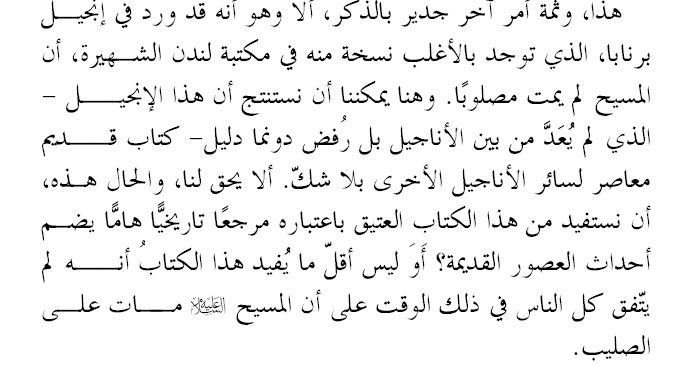 هذا، وثمة أمر آخر جدير بالذكر، ألا وهو أنه قد ورد في إنجيل
برنابا، الذي توجد بالأغلب نسخة منه في مكتبة لندن الشهيرة، أن
المسيح لم يمت مصلوبًا. وهنا يمكننا أن نستنتج أن هذا الإنجيل –
الذي لم يُعَدَّ من بين الأناجيل بل رُفض دونما دليل– كتاب قديم
معاصر لسائر الأناجيل الأخرى بلا شكّ. ألا يحق لنا، والحال هذه،
أن نستفيد من هذا الكتاب العتيق باعتباره مرجعًا تاريخيًّا هامًّا يضم
أحداث العصور القديمة؟ أَوَ ليس أقلّ ما يُفيد هذا الكتابُ أنه لم
يتّفق كل الناس في ذلك الوقت على أن المسيح عليه السلام مات على
الصليب.